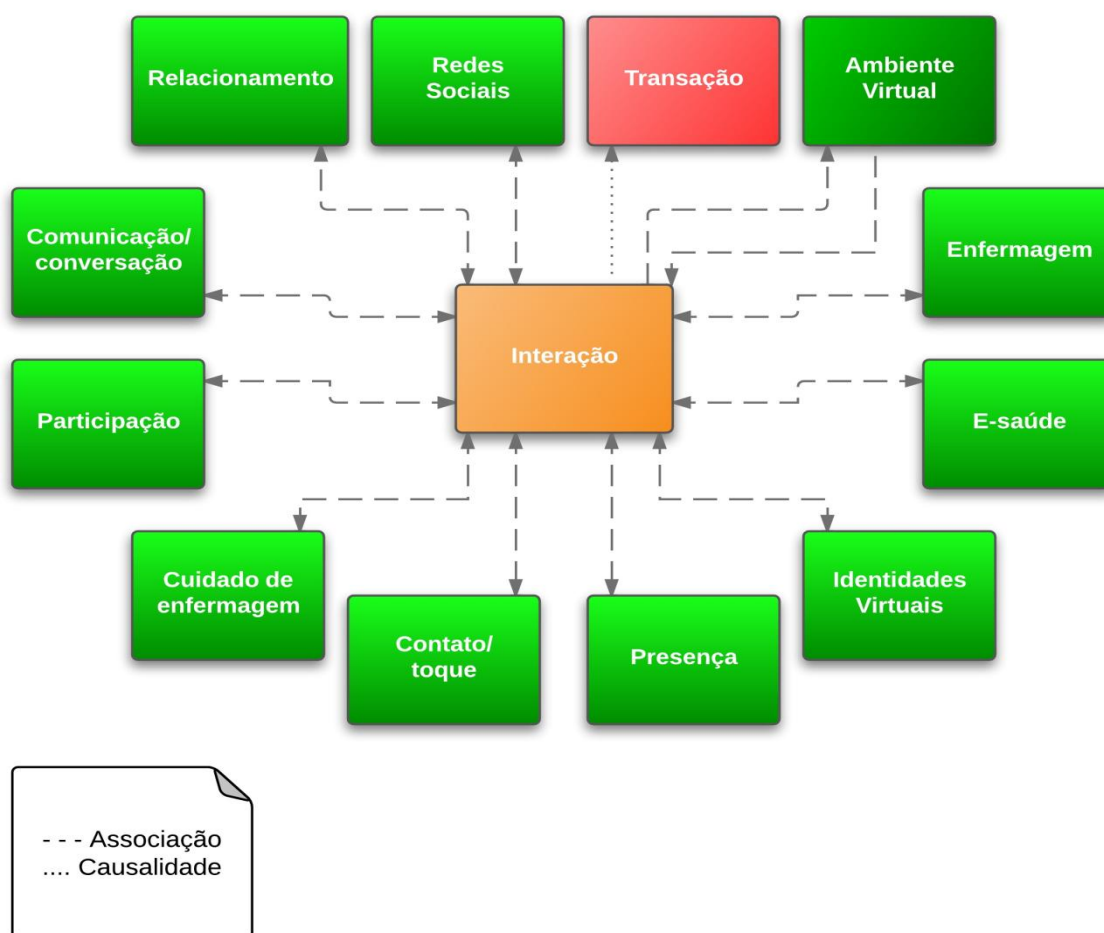 Relacionamento
Redes
Sociais
Transação
Ambiente
Virtual
Comunicação/
conversação
Enfermagem
Interação
Participação
E-saúde
Cuidado de
enfermagem
Contato/
toque
Presença
Identidades
Virtuais
- - - Associação
.... Causalidade